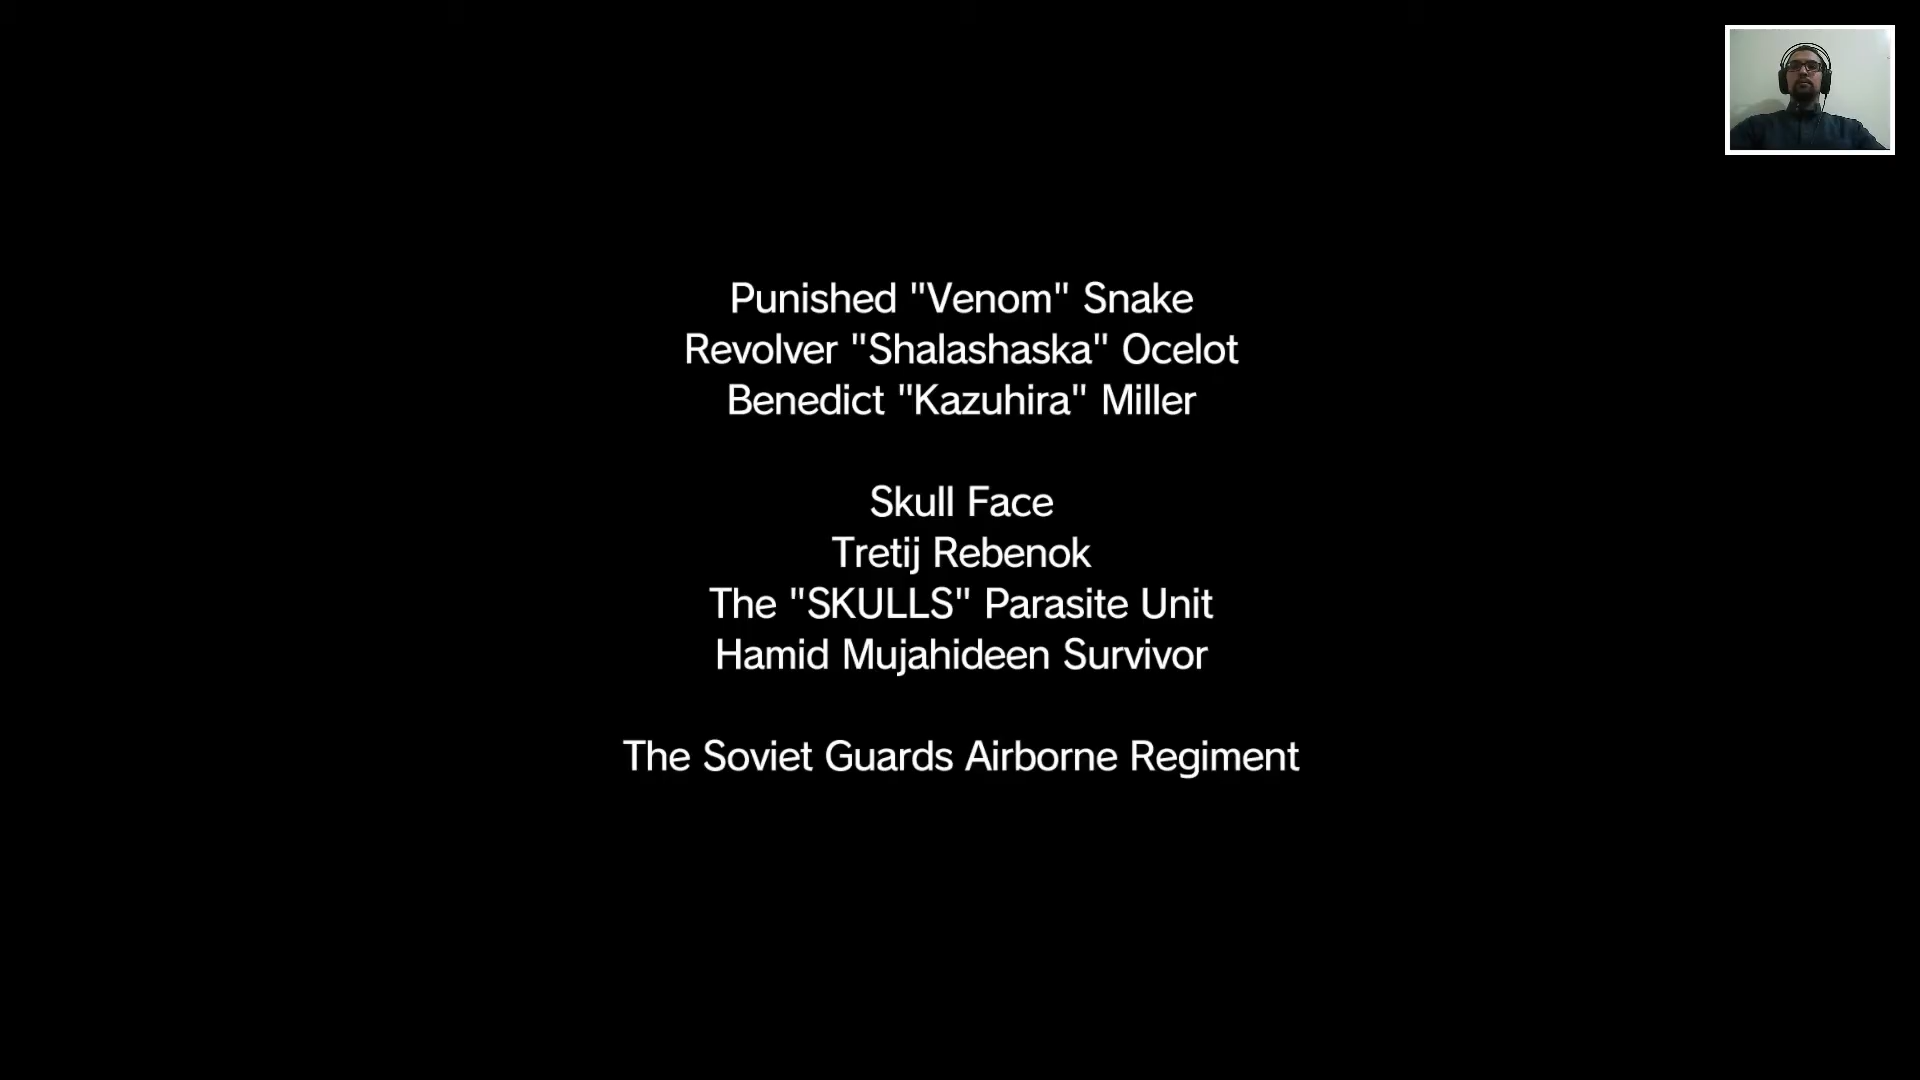 Punished "Venom" Snake
Revolver "Shalashaska" Ocelot
Benedict "Kazuhira" Miller
Skull Face
Tretij Rebenok
The "SKULLS" Parasite Unit
Hamid Mujahideen Survivor
The Soviet Guards Airborne Regiment